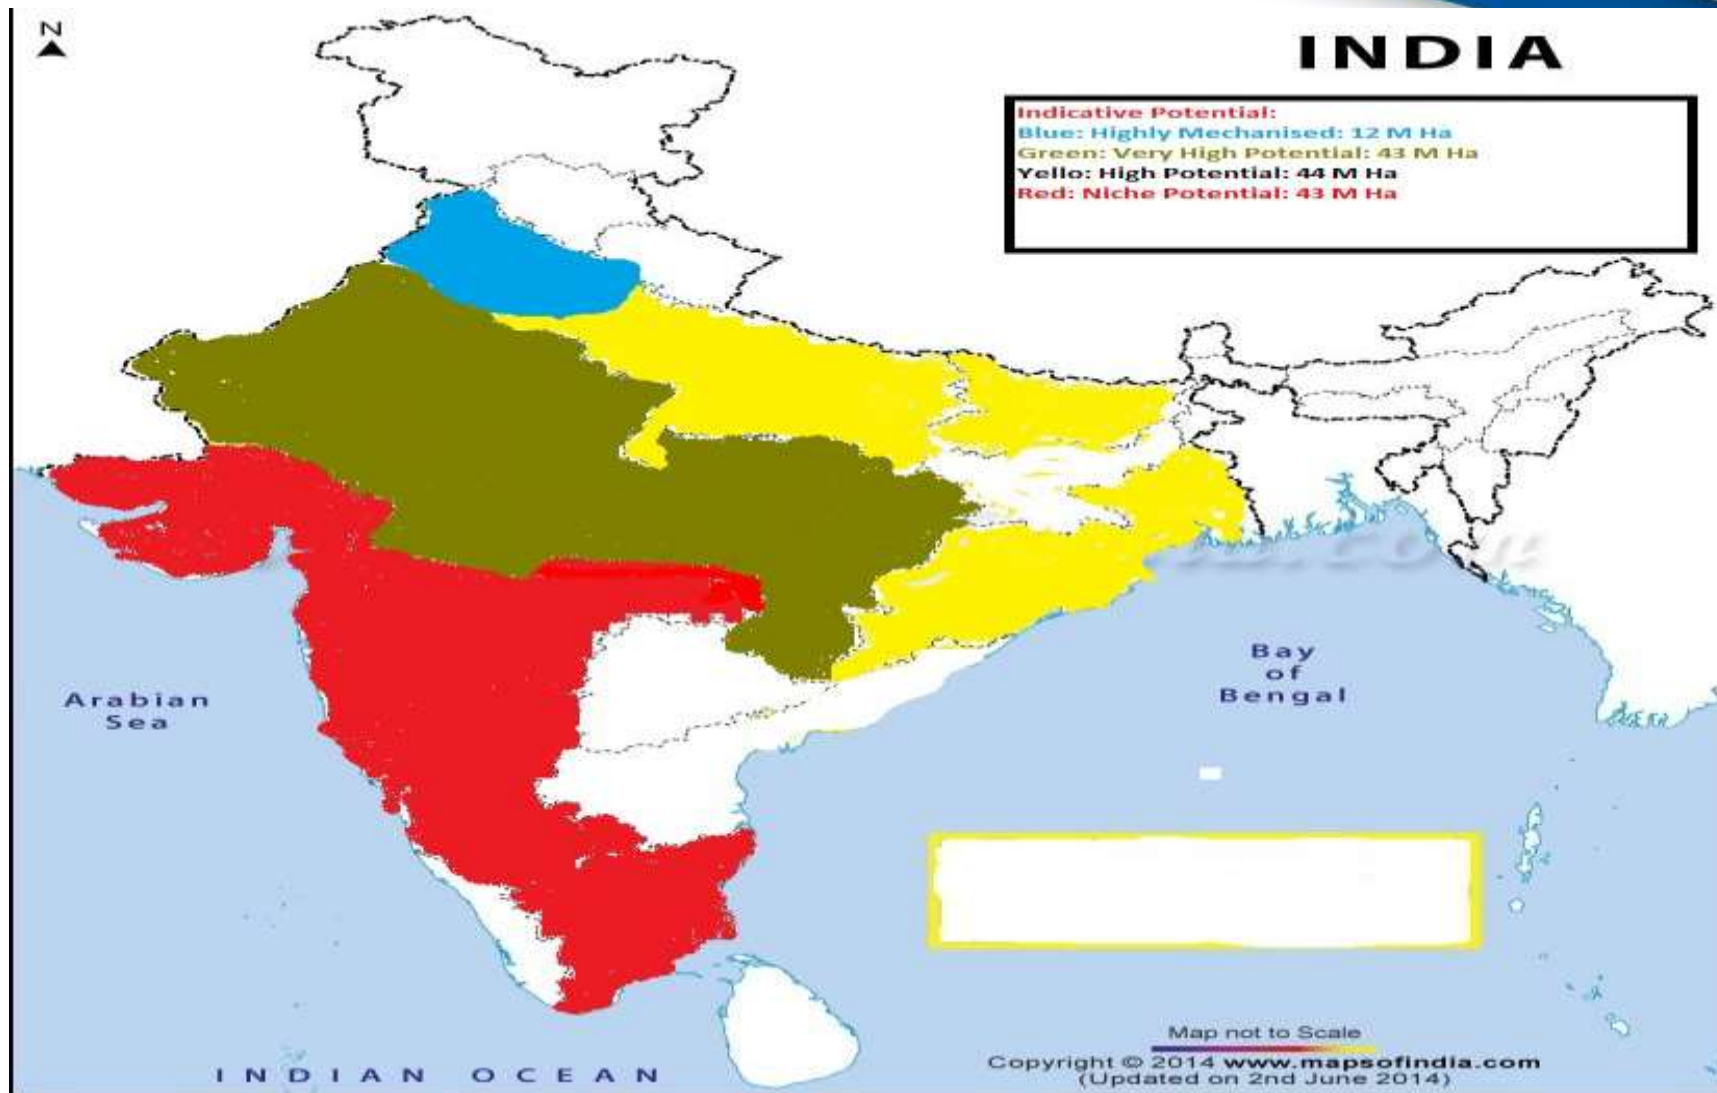 N
INDIA
Indicative Potential:
Blue: Highly Mechanised: 12 M Ha
Green: Very High Potential: 43 M Ha
Yello: High Potential: 44 M Ha
Red: Niche Potential: 43 M Ha
Arabian
Sea
Bay
of
Bengal
INDIAN OCEAN
Map not to Scale
Copyright © 2014 www.mapsofindia.com
(Updated on 2nd June 2014)